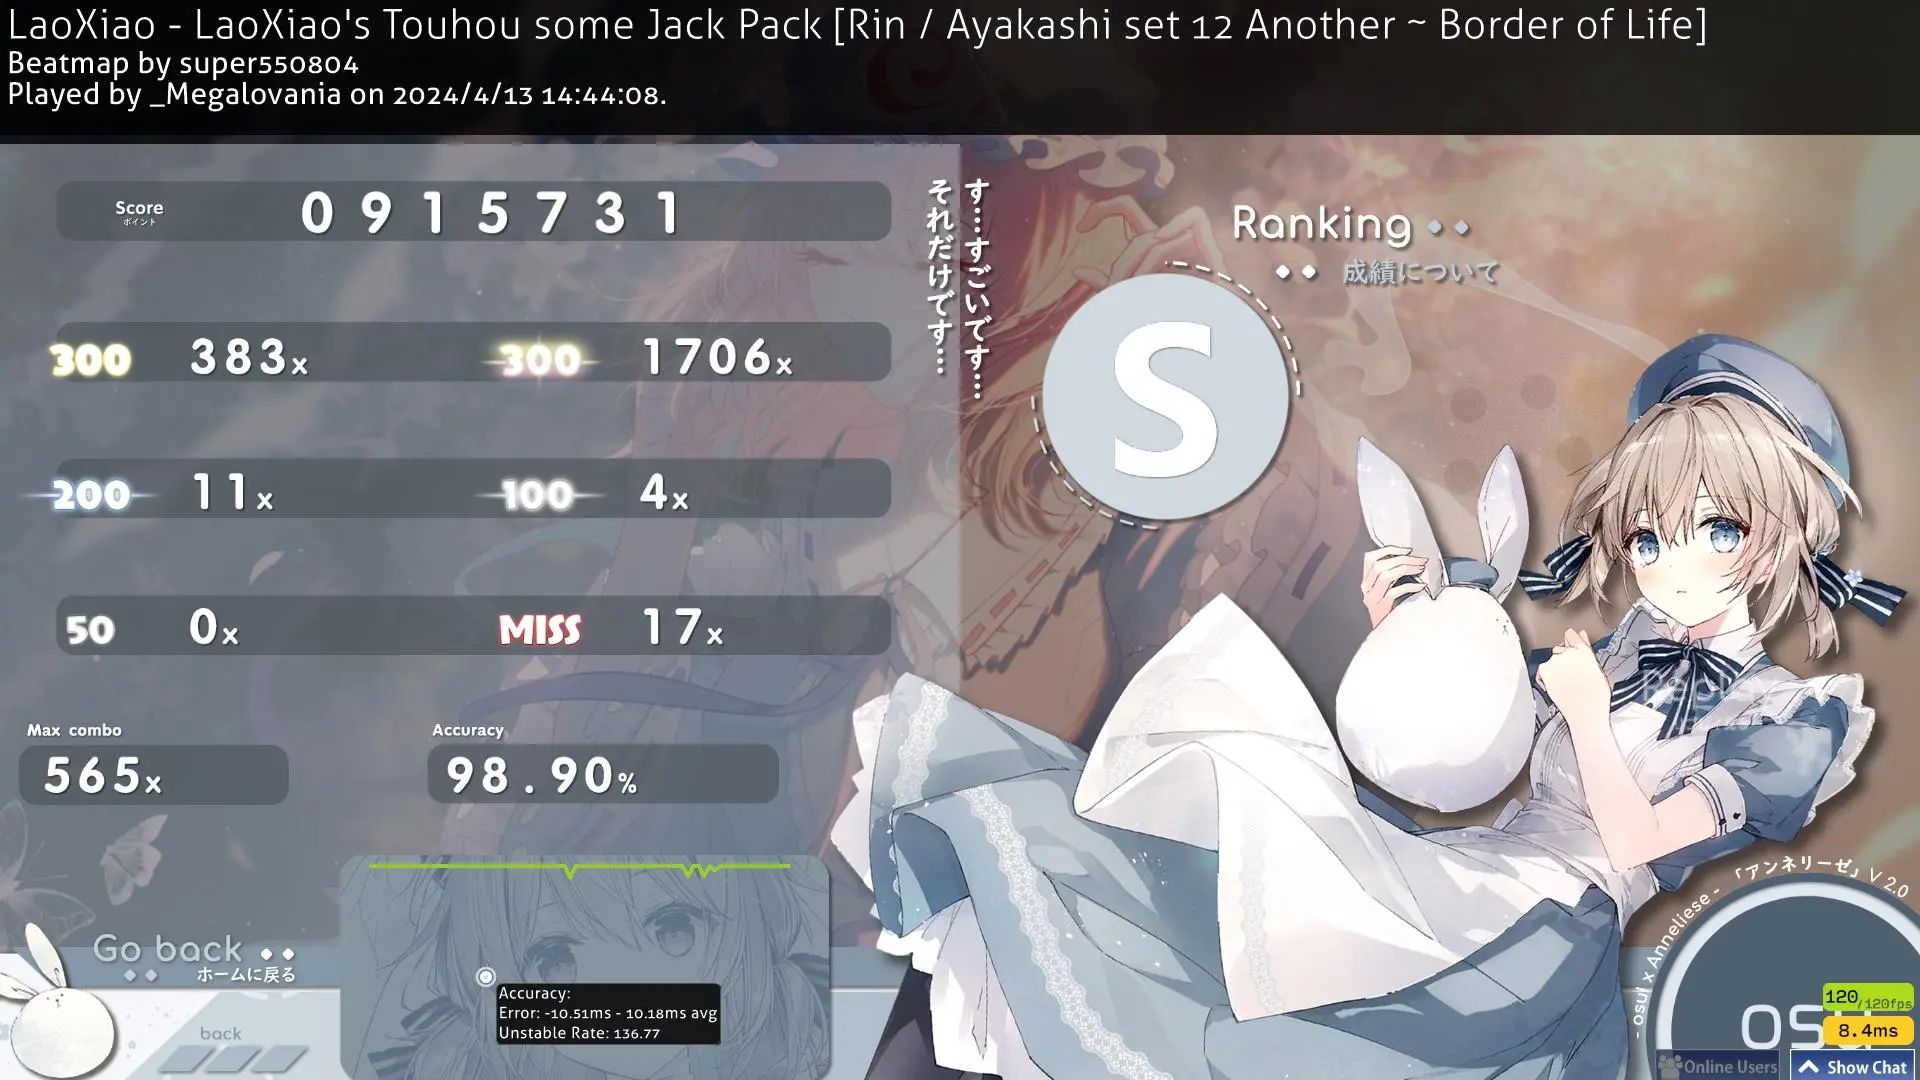 LaoXiao - LaoXiao's Touhou some Jack Pack [Rin / Ayakashi set 12 Another ~ Border of Life]
Beatmap by super550804
Played by _Megalovania on 2024/4/13 14:44:08.
Score
ポイント
0915731
す…すごいです…
それだけです…
Ranking
成績について
S
300 383x 300 1706x
200 11x 100 4x
50 0x MISS 17x
Max combo
565x
Accuracy
98.90%
Go back
ホームに戻る
back
Accuracy:
Error: -10.51ms - 10.18ms avg
Unstable Rate: 136.77
Replay
- osu! x Anneliese - 「アンネリーゼ」 V 2.0
120/120fps
8.4ms
Online Users
Show Chat